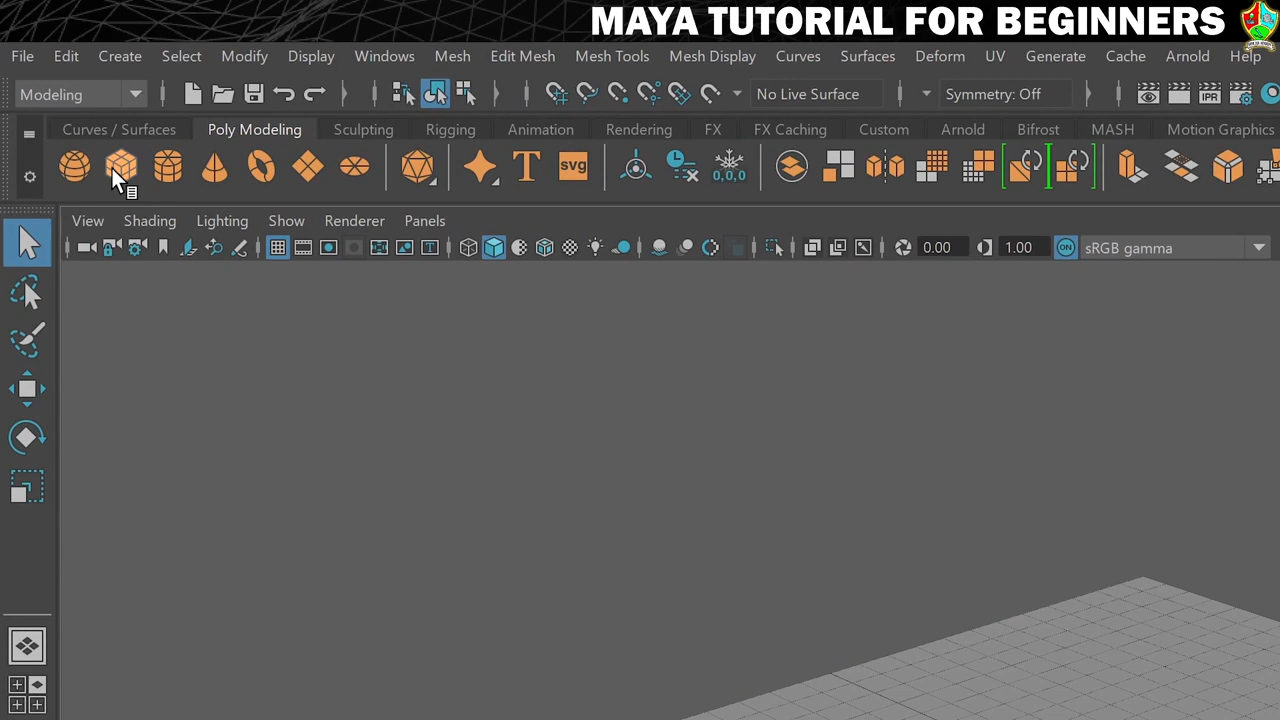 MAYA TUTORIAL FOR BEGINNERS
File Edit Create Select Modify Display Windows Mesh Edit Mesh Mesh Tools Mesh Display Curves Surfaces Deform UV Generate Cache Arnold Help
Modeling No Live Surface Symmetry: Off
Curves / Surfaces Poly Modeling Sculpting Rigging Animation Rendering FX FX Caching Custom Arnold Bifrost MASH Motion Graphics
T svg 0,0,0
View Shading Lighting Show Renderer Panels
0.00 1.00 ON sRGB gamma
IPR